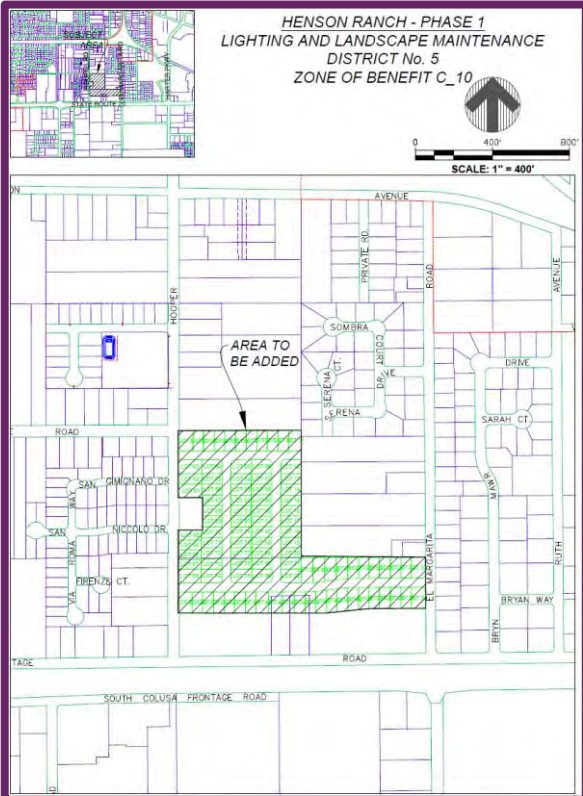 HENSON RANCH - PHASE 1
LIGHTING AND LANDSCAPE MAINTENANCE
DISTRICT No. 5
ZONE OF BENEFIT C_10
SUBJECT
AREA
STATE ROUTE 20
0 400' 800'
SCALE: 1" = 400'
AVENUE
PRIVATE RD.
ROAD
AVENUE
HOOPER
SOMBRA
COURT
AREA TO
BE ADDED
SERENA CT.
DRIVE
SERENA
DRIVE
SARAH CT.
ROAD
SAN GIMIGNANO DR
MAWR
SAN NICCOLO DR
VIA ROMA WAY
FIRENZE CT.
EL MARGARITA
RUTH
BRYAN WAY
BRYN
TAGE
ROAD
SOUTH COLUSA FRONTAGE ROAD